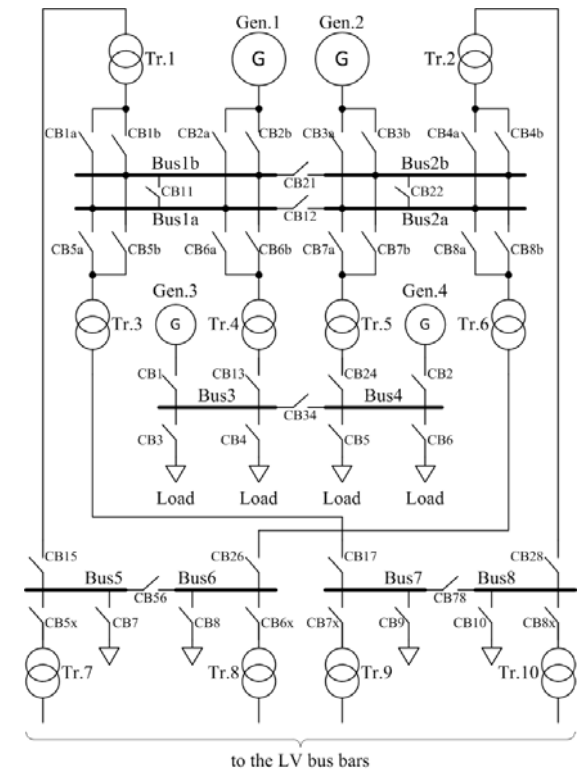 Gen.1 Gen.2
Tr.1 G G Tr.2
CB1a CB1b CB2a CB2b CB3a CB3b CB4a CB4b
Bus1b CB21 Bus2b
CB11 CB22
Bus1a CB12 Bus2a
CB5a CB5b CB6a CB6b CB7a CB7b CB8a CB8b
Gen.3 Gen.4
Tr.3 G Tr.4 Tr.5 G Tr.6
CB1 CB13 CB24 CB2
Bus3 CB34 Bus4
CB3 CB4 CB5 CB6
Load Load Load Load
CB15 CB26 CB17 CB28
Bus5 CB56 Bus6 Bus7 CB78 Bus8
CB5x CB7 CB8 CB6x CB7x CB9 CB10 CB8x
Tr.7 Tr.8 Tr.9 Tr.10
to the LV bus bars